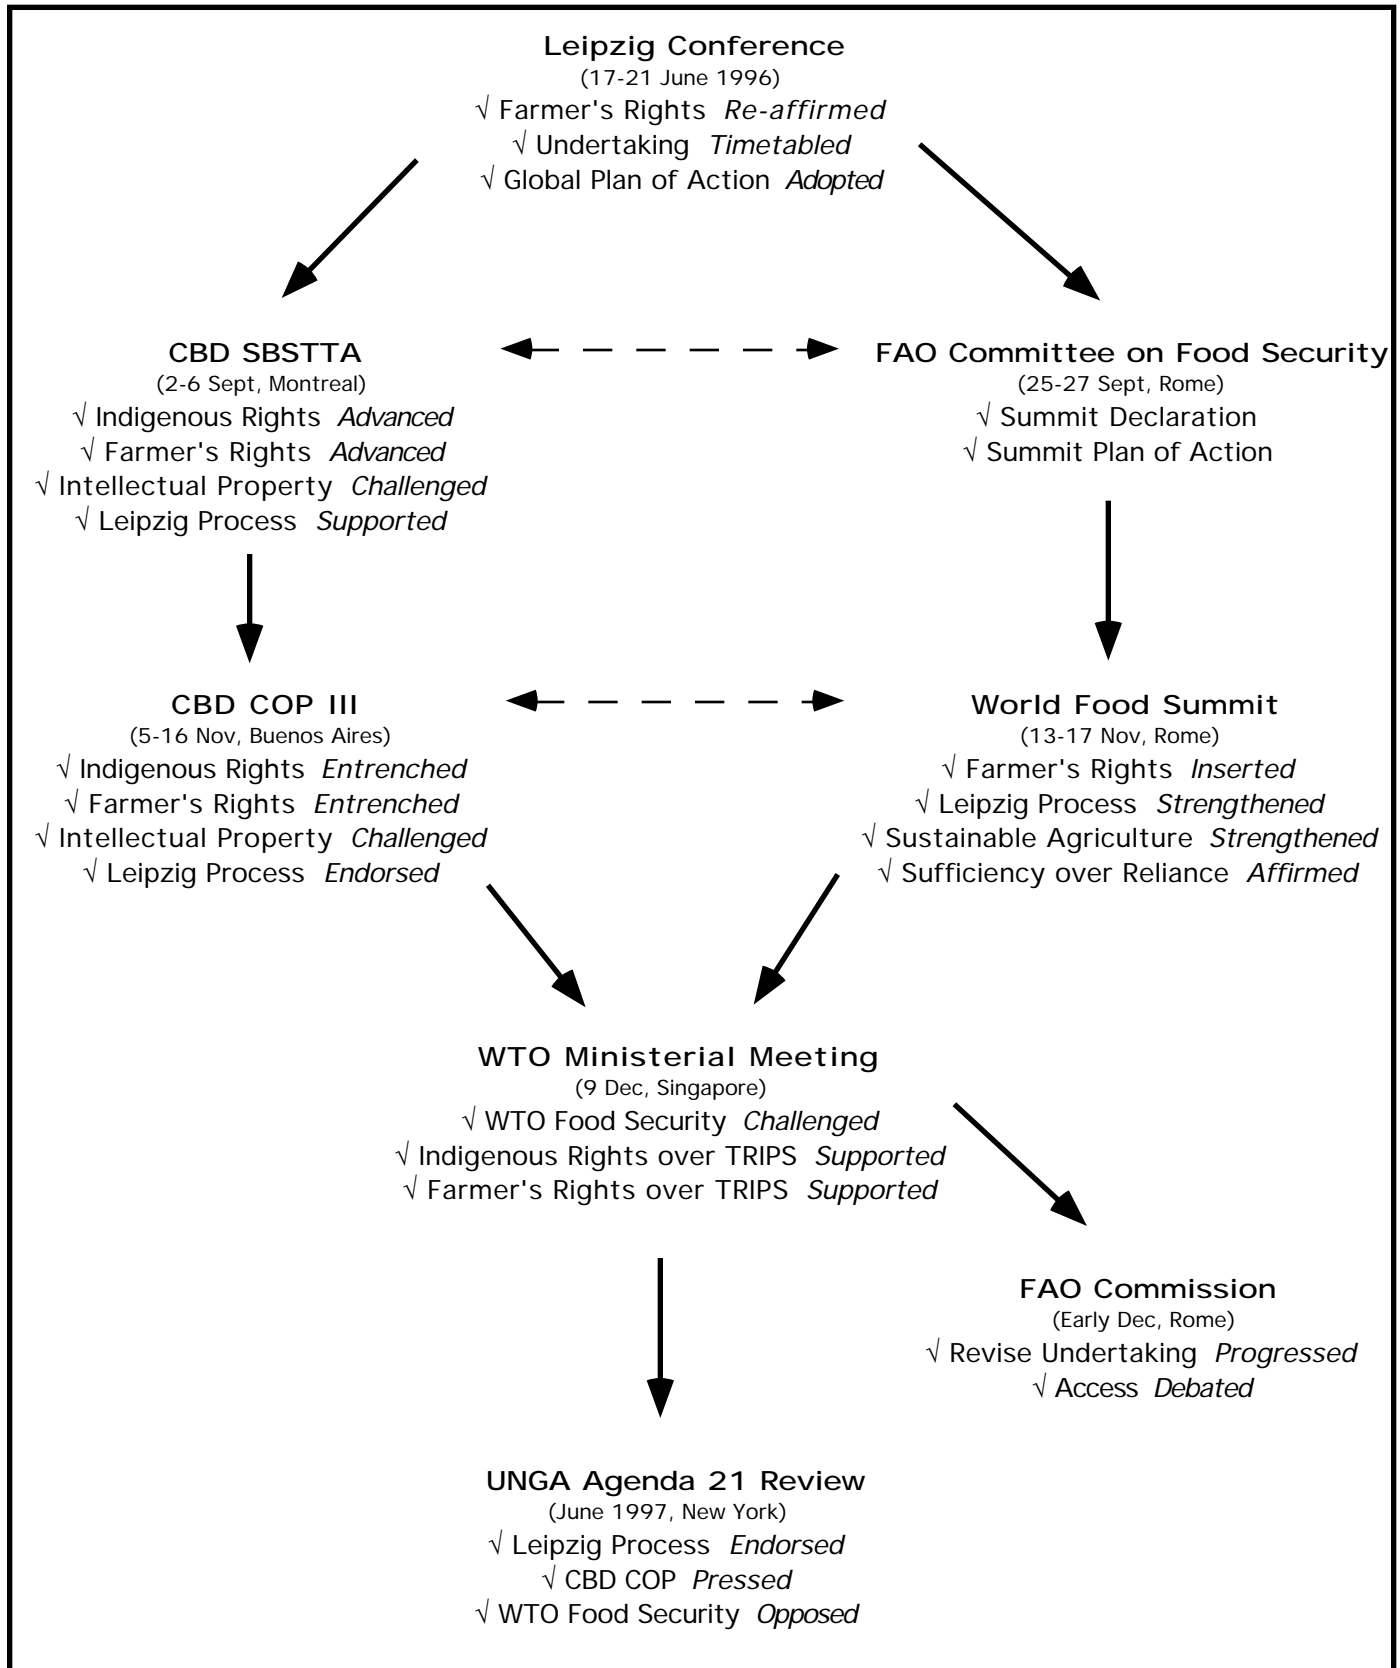 Leipzig Conference
(17-21 June 1996)
√ Farmer's Rights Re-affirmed
√ Undertaking Timetabled
√ Global Plan of Action Adopted
CBD SBSTTA
(2-6 Sept, Montreal)
√ Indigenous Rights Advanced
√ Farmer's Rights Advanced
√ Intellectual Property Challenged
√ Leipzig Process Supported
FAO Committee on Food Security
(25-27 Sept, Rome)
√ Summit Declaration
√ Summit Plan of Action
CBD COP III
(5-16 Nov, Buenos Aires)
√ Indigenous Rights Entrenched
√ Farmer's Rights Entrenched
√ Intellectual Property Challenged
√ Leipzig Process Endorsed
World Food Summit
(13-17 Nov, Rome)
√ Farmer's Rights Inserted
√ Leipzig Process Strengthened
√ Sustainable Agriculture Strengthened
√ Sufficiency over Reliance Affirmed
WTO Ministerial Meeting
(9 Dec, Singapore)
√ WTO Food Security Challenged
√ Indigenous Rights over TRIPS Supported
√ Farmer's Rights over TRIPS Supported
FAO Commission
(Early Dec, Rome)
√ Revise Undertaking Progressed
√ Access Debated
UNGA Agenda 21 Review
(June 1997, New York)
√ Leipzig Process Endorsed
√ CBD COP Pressed
√ WTO Food Security Opposed